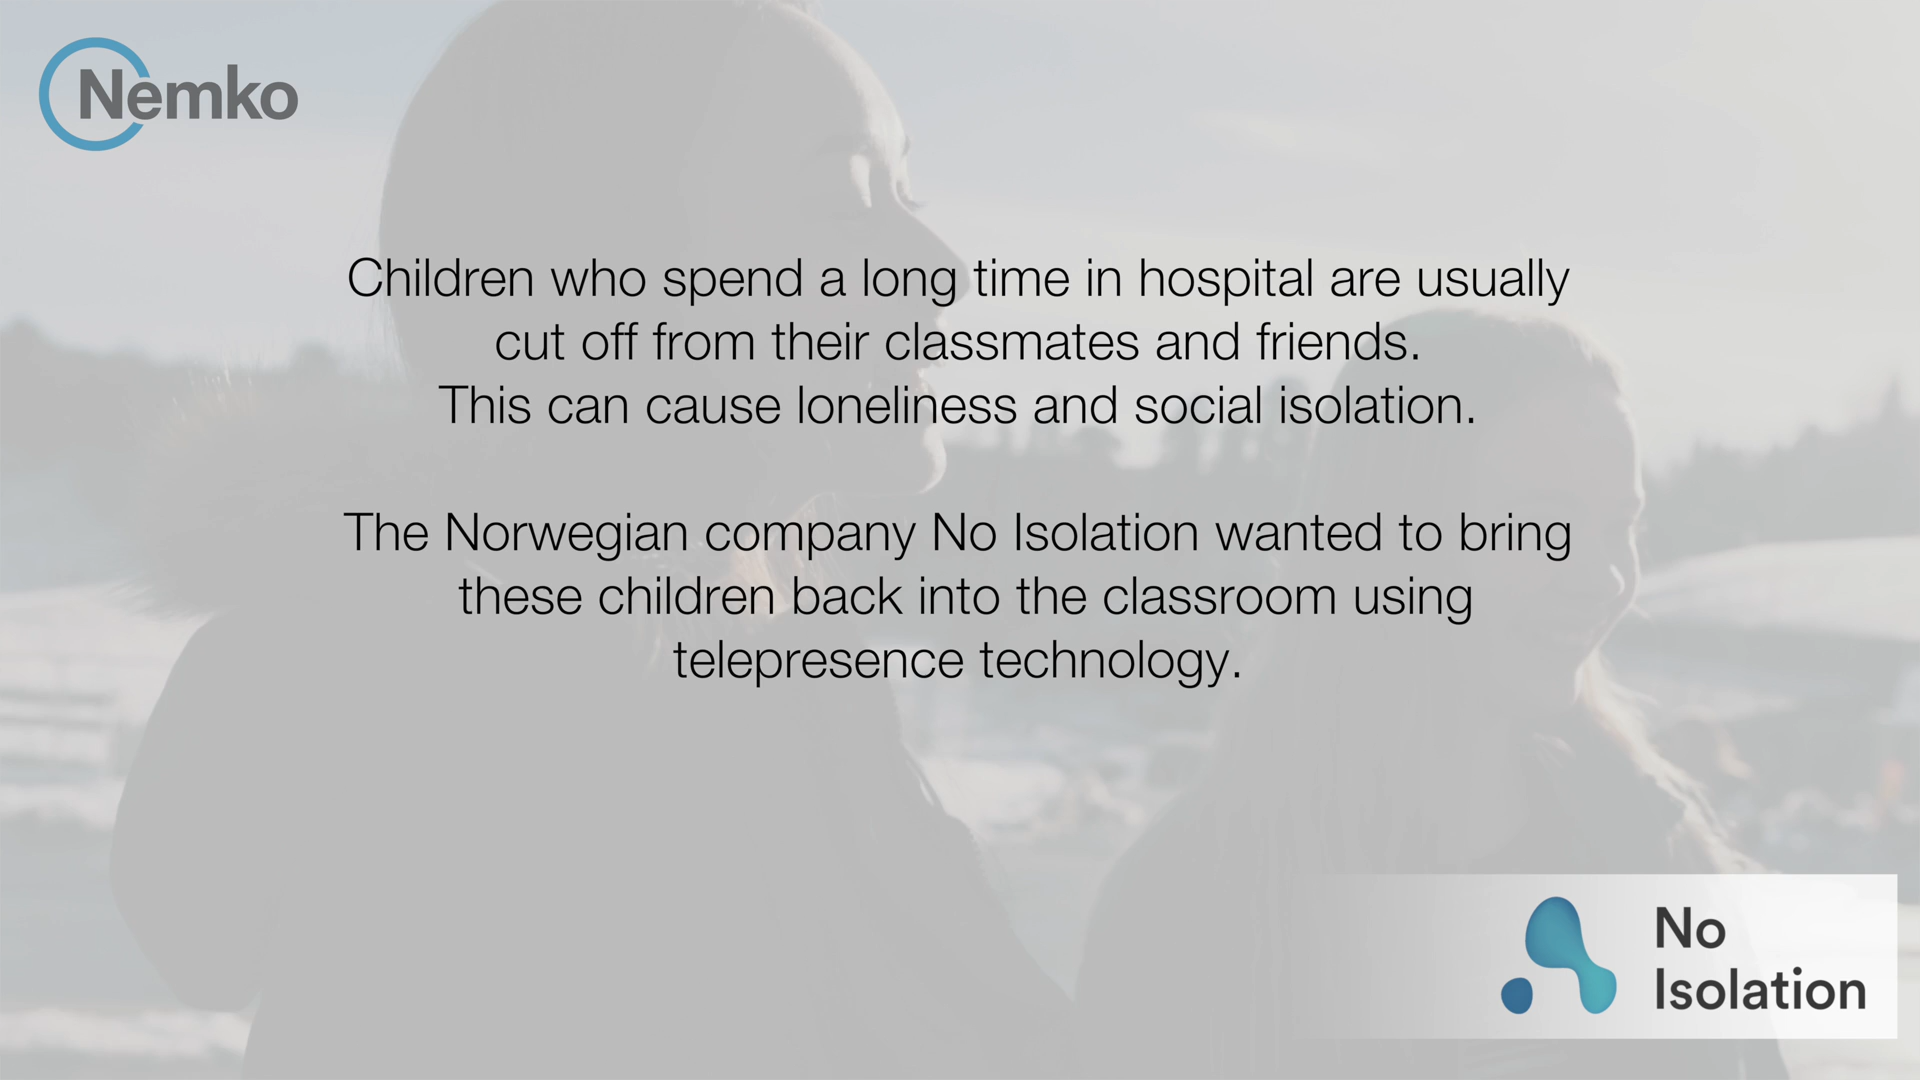 Nemko
Children who spend a long time in hospital are usually
cut off from their classmates and friends.
This can cause loneliness and social isolation.
The Norwegian company No Isolation wanted to bring
these children back into the classroom using
telepresence technology.
No
Isolation